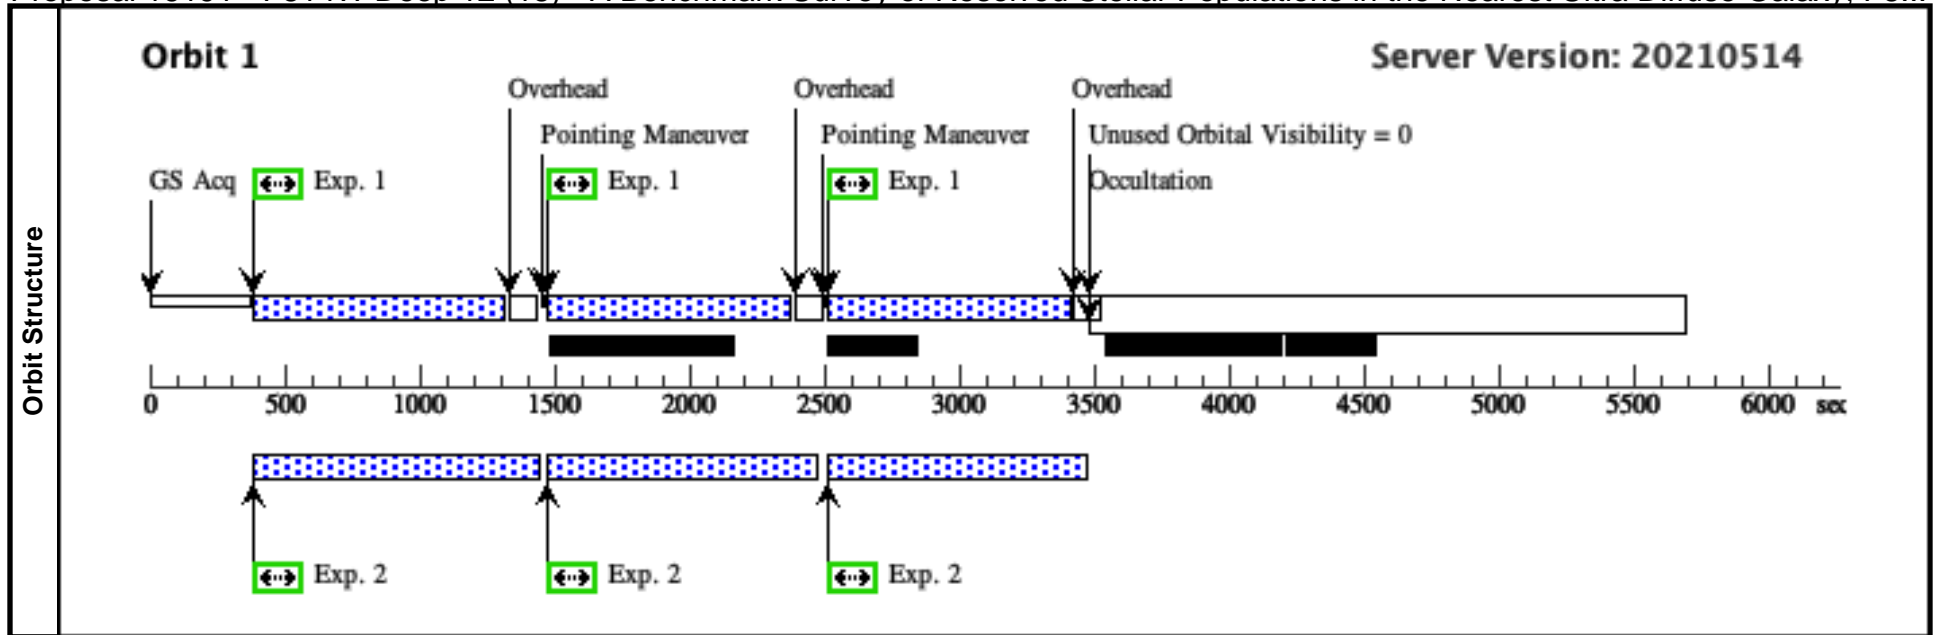 Orbit 1
Server Version: 20210514
Overhead
Overhead
Overhead
Pointing Maneuver
Pointing Maneuver
Unused Orbital Visibility = 0
GS Acq
Exp. 1
Exp. 1
Exp. 1
Occultation
Orbit Structure
0 500 1000 1500 2000 2500 3000 3500 4000 4500 5000 5500 6000 sec
Exp. 2
Exp. 2
Exp. 2